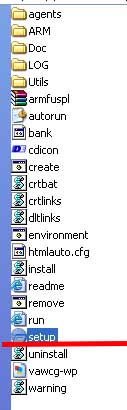 agents
ARM
Doc
LOG
Utils
armfuspl
autorun
bank
cdicon
create
crtbat
crtlinks
dltlinks
environment
htmlauto.cfg
install
readme
remove
run
setup
uninstall
vawcg-wp
warning